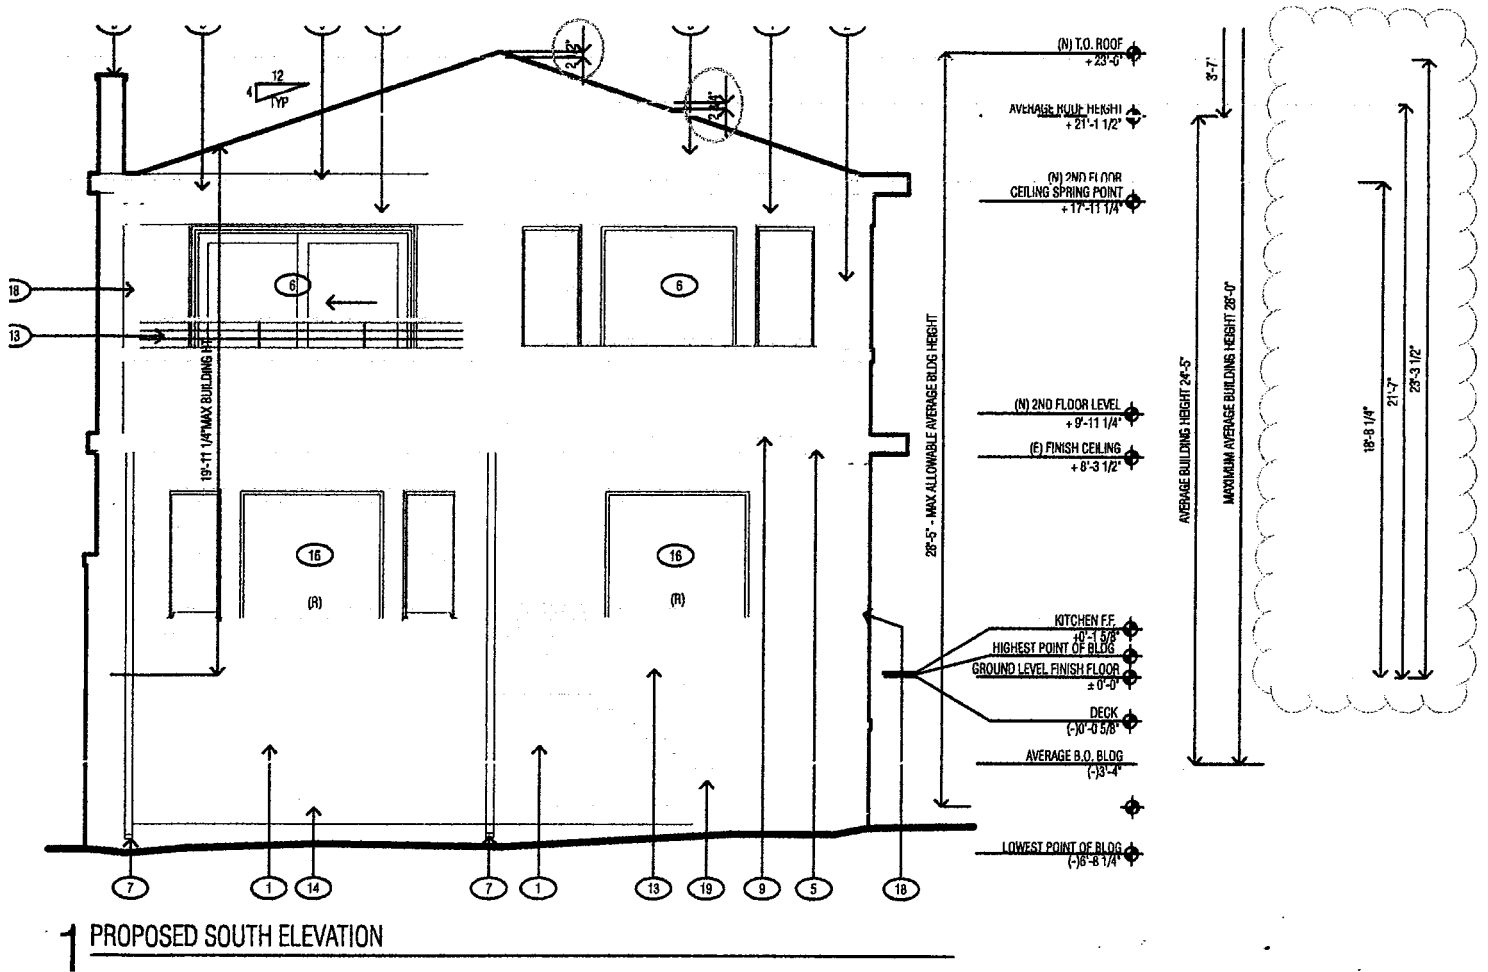 12
4
TYP
2"
2 3/4"
(N) T.O. ROOF
+ 23'-6"
AVERAGE ROOF HEIGHT
+ 21'-1 1/2"
(N) 2ND FLOOR
CEILING SPRING POINT
+ 17'-11 1/4"
3'-7"
18
13
6
6
19'-11 1/4" MAX BUILDING HT
28'-5" - MAX ALLOWABLE AVERAGE BLDG HEIGHT
AVERAGE BUILDING HEIGHT 24'-5"
MAXIMUM AVERAGE BUILDING HEIGHT 28'-0"
18'-8 1/4"
21'-7"
23'-3 1/2"
(N) 2ND FLOOR LEVEL
+ 9'-11 1/4"
(E) FINISH CEILING
+ 8'-3 1/2"
15
(R)
16
(R)
KITCHEN F.F.
+0'-1 5/8"
HIGHEST POINT OF BLDG
GROUND LEVEL FINISH FLOOR
± 0'-0"
DECK
(-)0'-0 5/8"
AVERAGE B.O. BLDG
(-)3'-4"
LOWEST POINT OF BLDG
(-)6'-8 1/4"
7
1
14
7
1
13
19
9
5
18
1 PROPOSED SOUTH ELEVATION